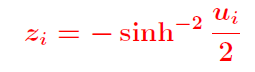 z_i = − sinh^{−2} \frac{u_i}{2}